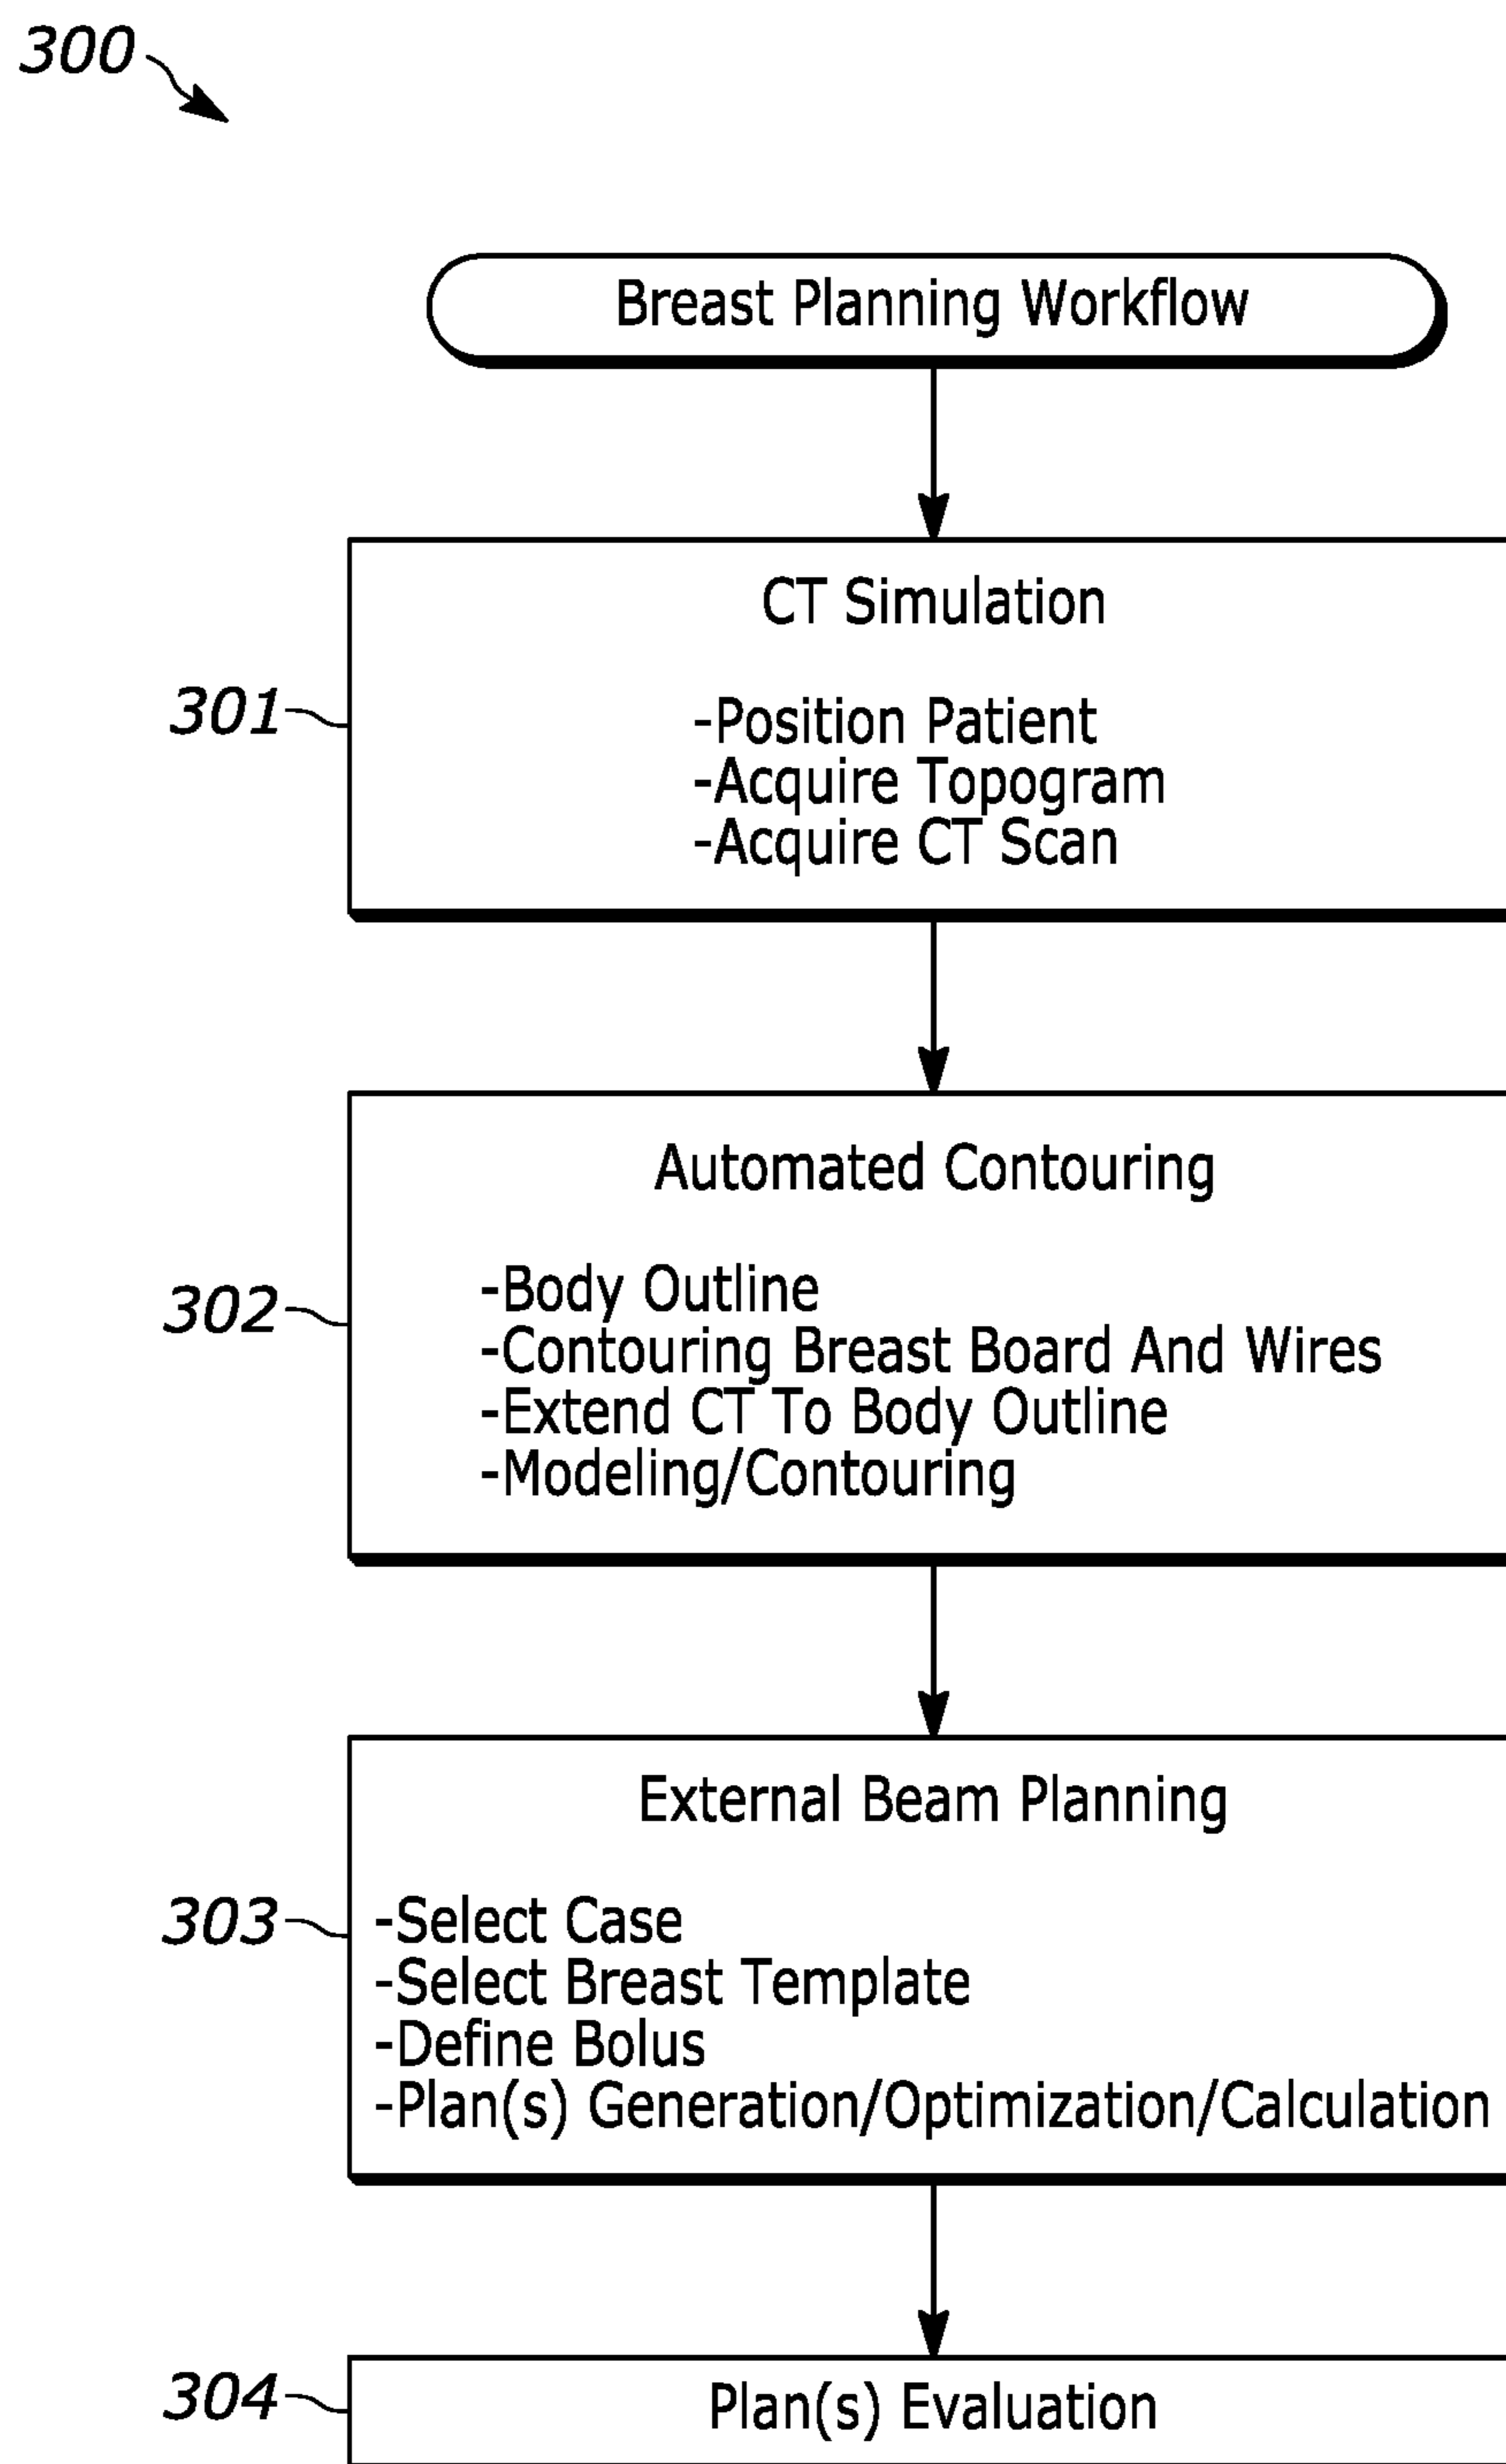 300
Breast Planning Workflow
301
CT Simulation
-Position Patient
-Acquire Topogram
-Acquire CT Scan
302
Automated Contouring
-Body Outline
-Contouring Breast Board And Wires
-Extend CT To Body Outline
-Modeling/Contouring
303
External Beam Planning
-Select Case
-Select Breast Template
-Define Bolus
-Plan(s) Generation/Optimization/Calculation
304
Plan(s) Evaluation